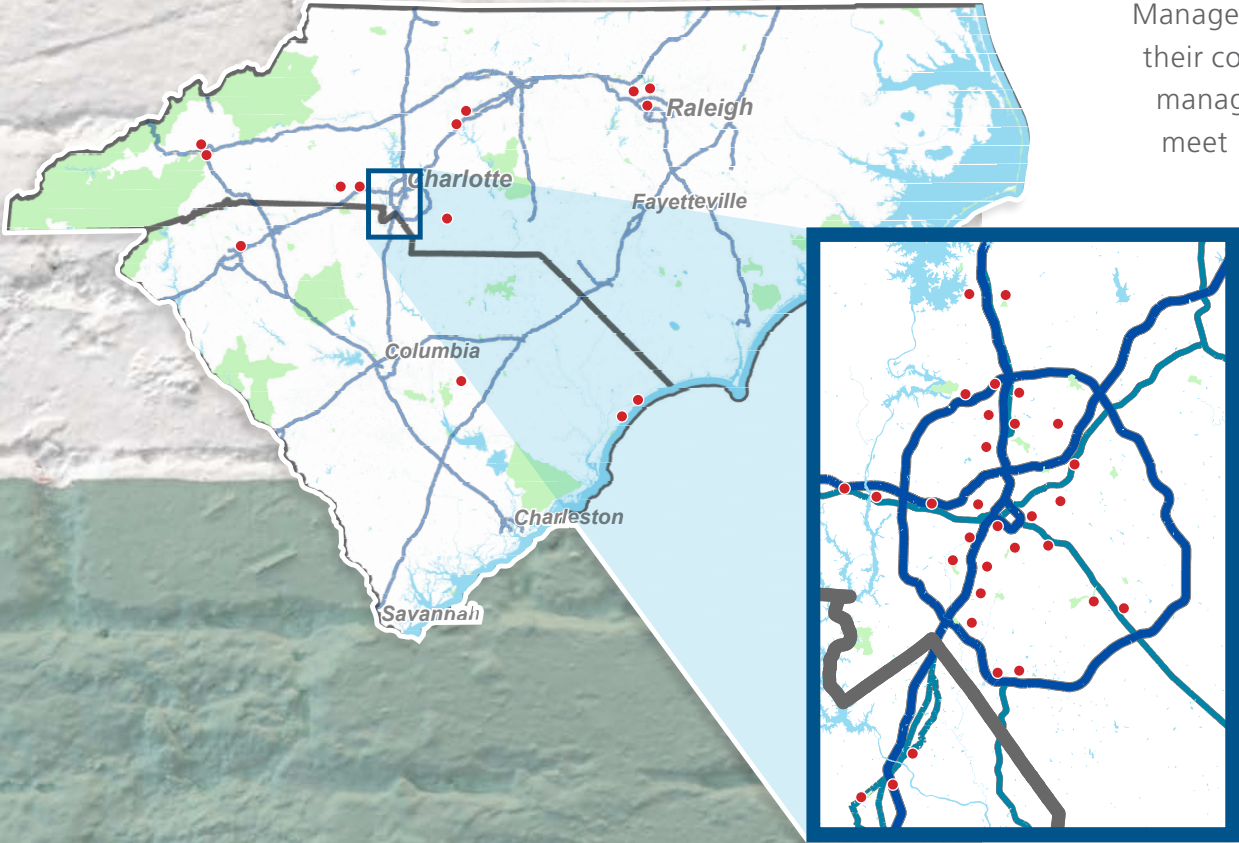 Manage
their co
manag
meet
Raleigh
Charlotte
Fayetteville
Columbia
Charleston
Savannah